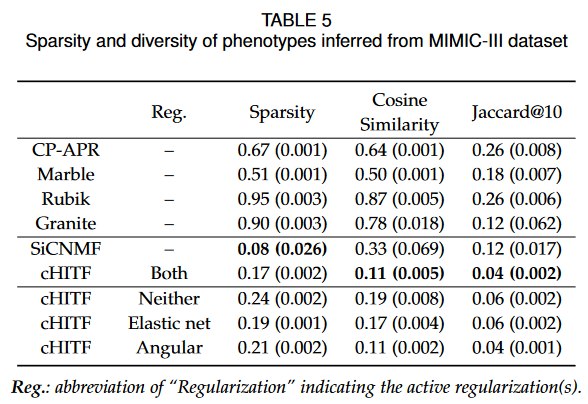 TABLE 5
Sparsity and diversity of phenotypes inferred from MIMIC-III dataset
Reg. Sparsity Cosine Similarity Jaccard@10
CP-APR – 0.67 (0.001) 0.64 (0.001) 0.26 (0.008)
Marble – 0.51 (0.001) 0.50 (0.001) 0.18 (0.007)
Rubik – 0.95 (0.003) 0.87 (0.005) 0.26 (0.006)
Granite – 0.90 (0.003) 0.78 (0.018) 0.12 (0.062)
SiCNMF – 0.08 (0.026) 0.33 (0.069) 0.12 (0.017)
cHITF Both 0.17 (0.002) 0.11 (0.005) 0.04 (0.002)
cHITF Neither 0.24 (0.002) 0.19 (0.008) 0.06 (0.002)
cHITF Elastic net 0.19 (0.001) 0.17 (0.004) 0.06 (0.002)
cHITF Angular 0.21 (0.002) 0.11 (0.002) 0.04 (0.001)
Reg.: abbreviation of “Regularization” indicating the active regularization(s).